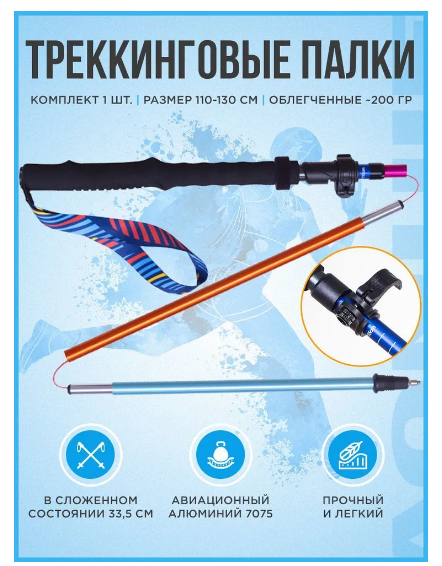 ТРЕККИНГОВЫЕ ПАЛКИ
КОМПЛЕКТ 1 ШТ. | РАЗМЕР 110-130 СМ | ОБЛЕГЧЕННЫЕ ~200 ГР
В СЛОЖЕННОМ
СОСТОЯНИИ 33,5 СМ
АВИАЦИОННЫЙ
АЛЮМИНИЙ 7075
ПРОЧНЫЙ
И ЛЕГКИЙ